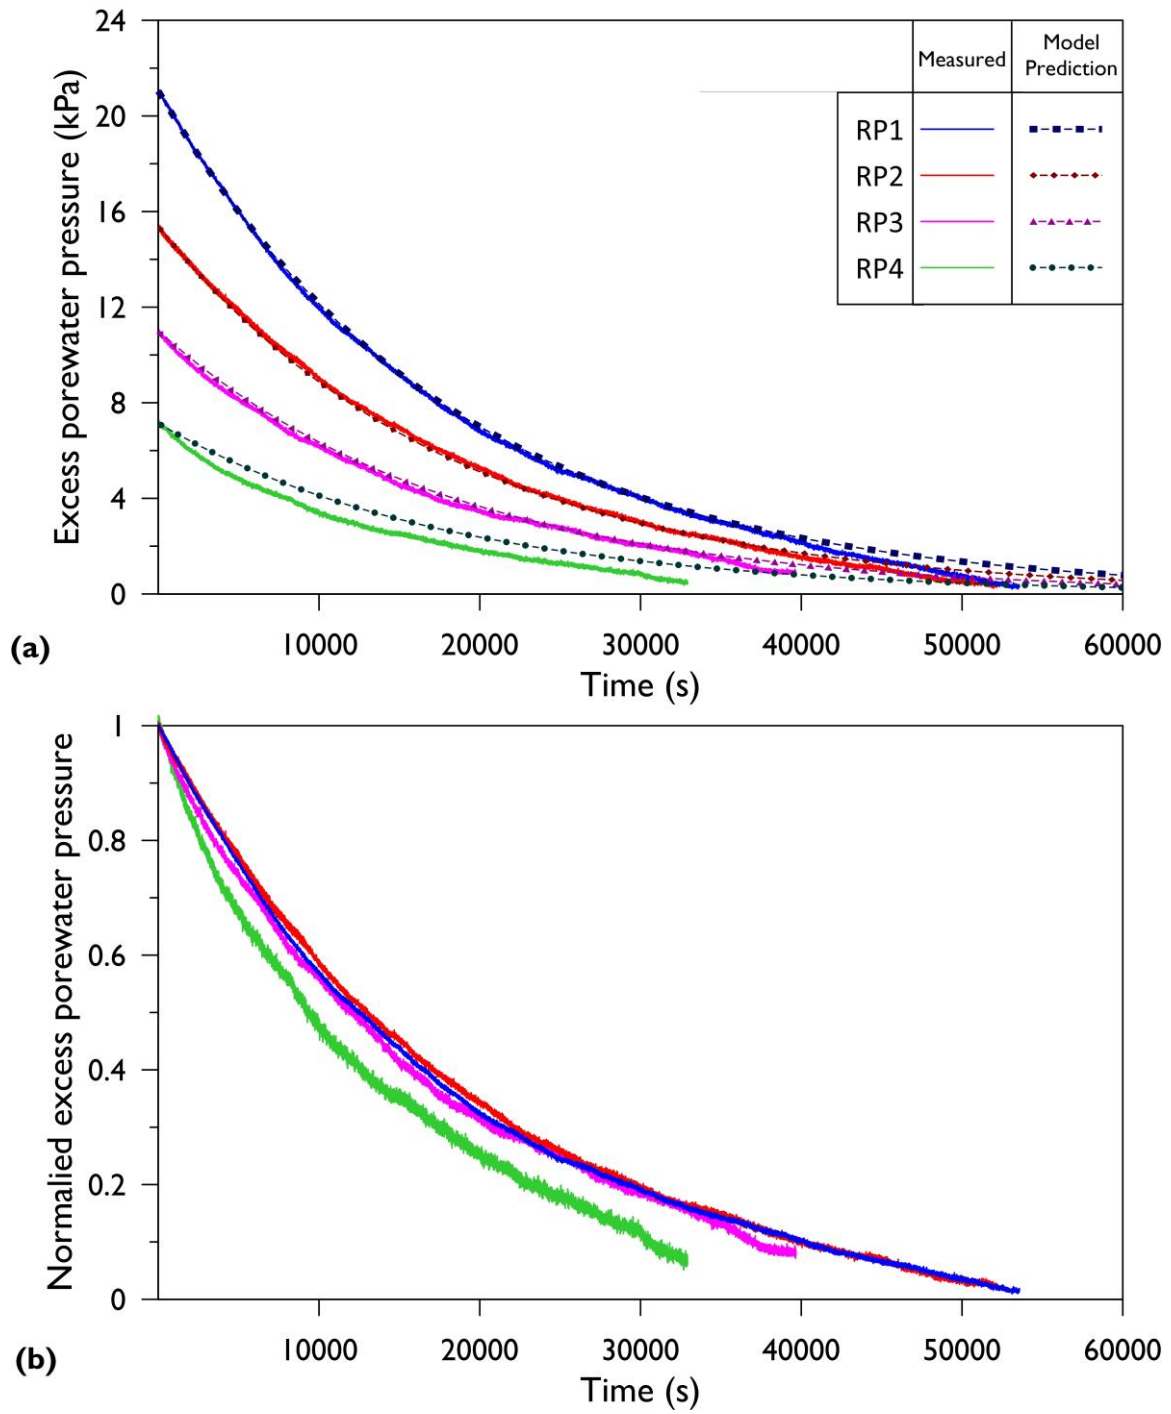 24
20
16
12
8
4
0
Excess porewater pressure (kPa)
Measured
Model
Prediction
RP1
RP2
RP3
RP4
10000 20000 30000 40000 50000 60000
Time (s)
(a)
1
0.8
0.6
0.4
0.2
0
Normalied excess porewater pressure
10000 20000 30000 40000 50000 60000
Time (s)
(b)